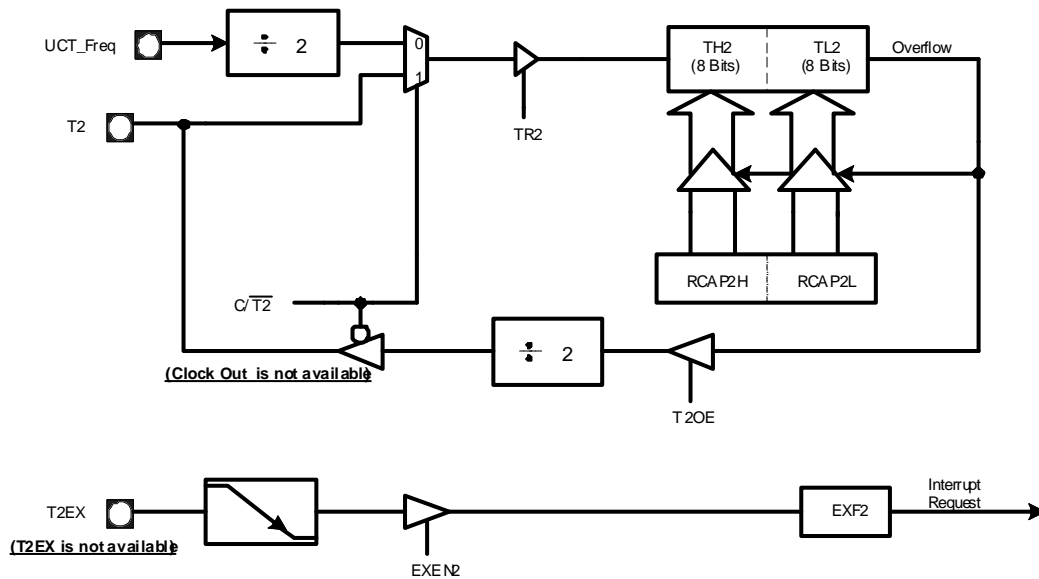 UCT_Freq
÷ 2
0
1
T2
TR2
TH2
(8 Bits)
TL2
(8 Bits)
Overflow
RCAP2H
RCAP2L
C/T̅2̅
÷ 2
(Clock Out is not available)
T2OE
T2EX
(T2EX is not available)
EXEN2
EXF2
Interrupt
Request